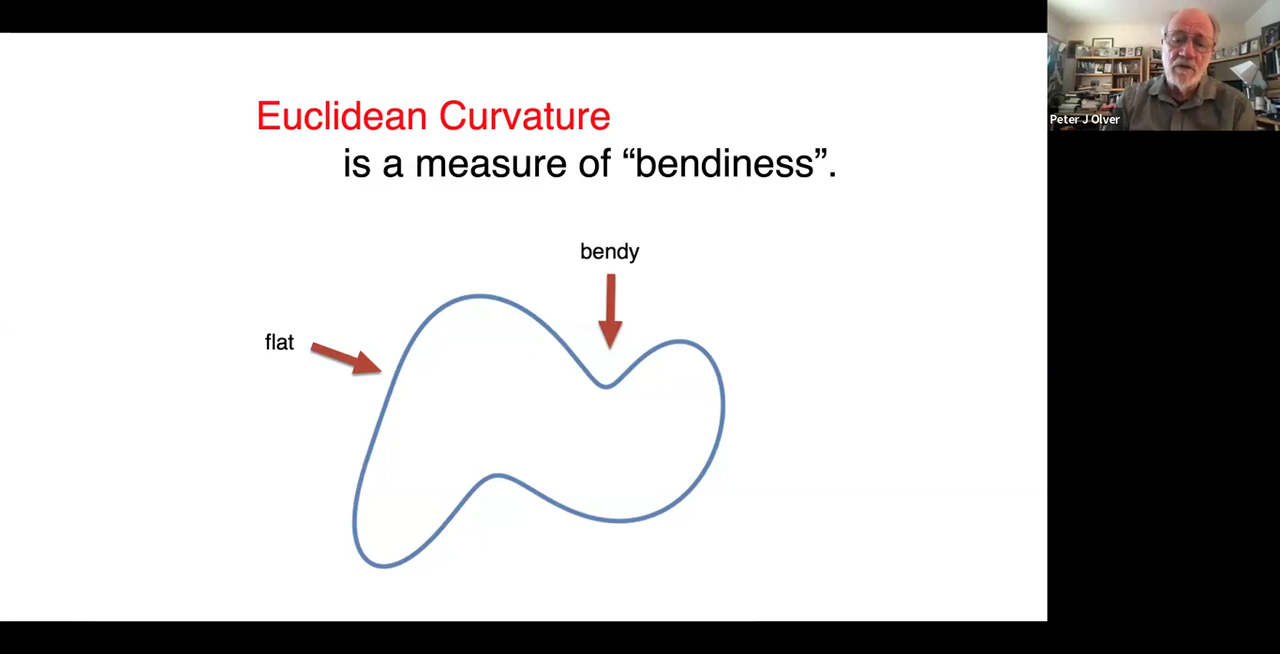 Euclidean Curvature
is a measure of “bendiness”.
bendy
flat
Peter J Olver